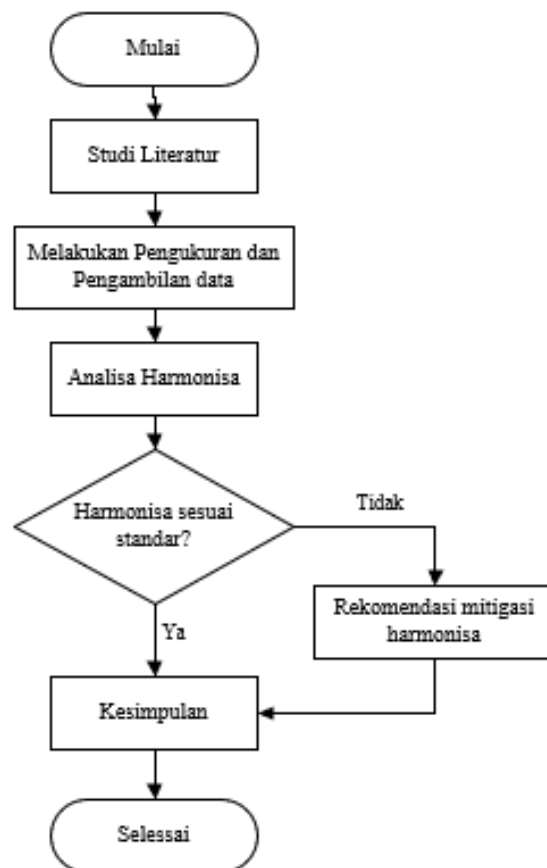 Mulai
Studi Literatur
Melakukan Pengukuran dan
Pengambilan data
Analisa Harmonisa
Harmonisa sesuai
standar?
Tidak
Rekomendasi mitigasi
harmonisa
Ya
Kesimpulan
Selessai